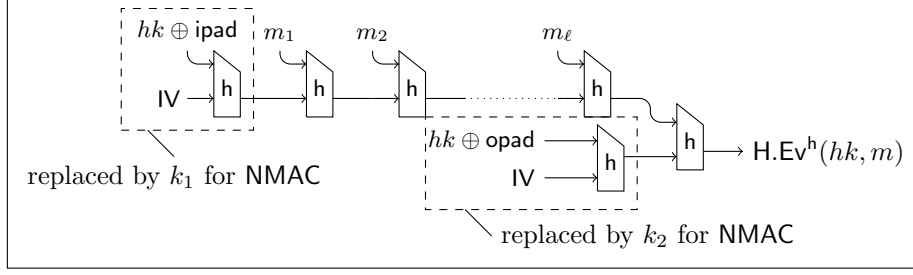 hk ⊕ ipad
m₁
m₂
m_ℓ
h
h
h
h
IV
h
hk ⊕ opad
h
IV
H.Ev^h(hk, m)
replaced by k₁ for NMAC
replaced by k₂ for NMAC